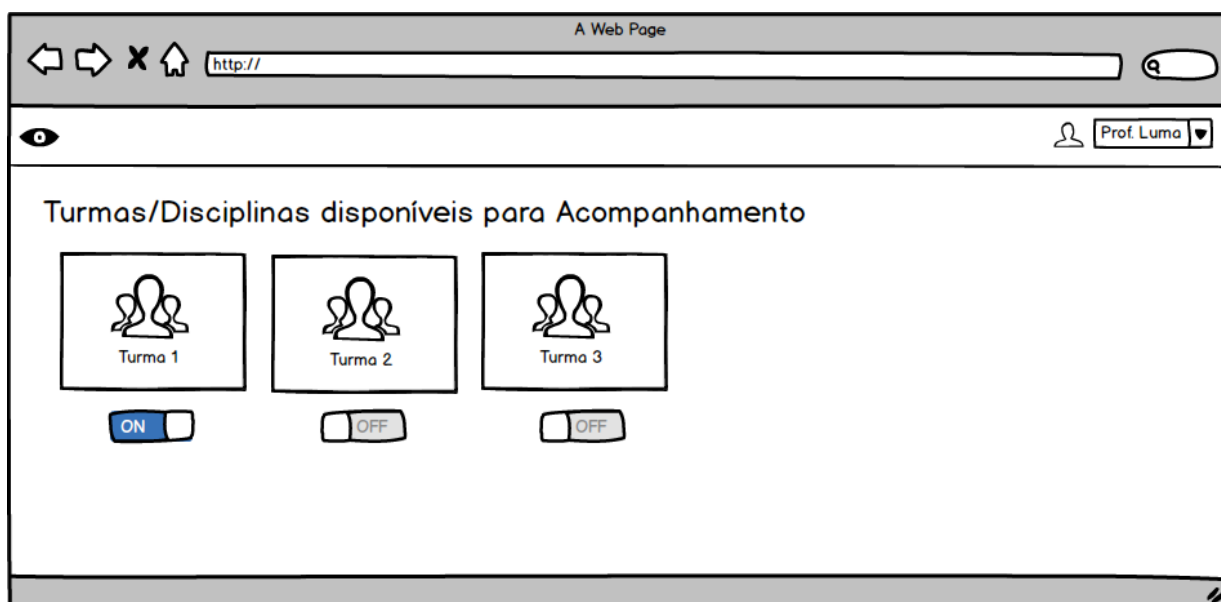 A Web Page
http://
Prof. Luma
Turmas/Disciplinas disponíveis para Acompanhamento
Turma 1
Turma 2
Turma 3
ON
OFF
OFF